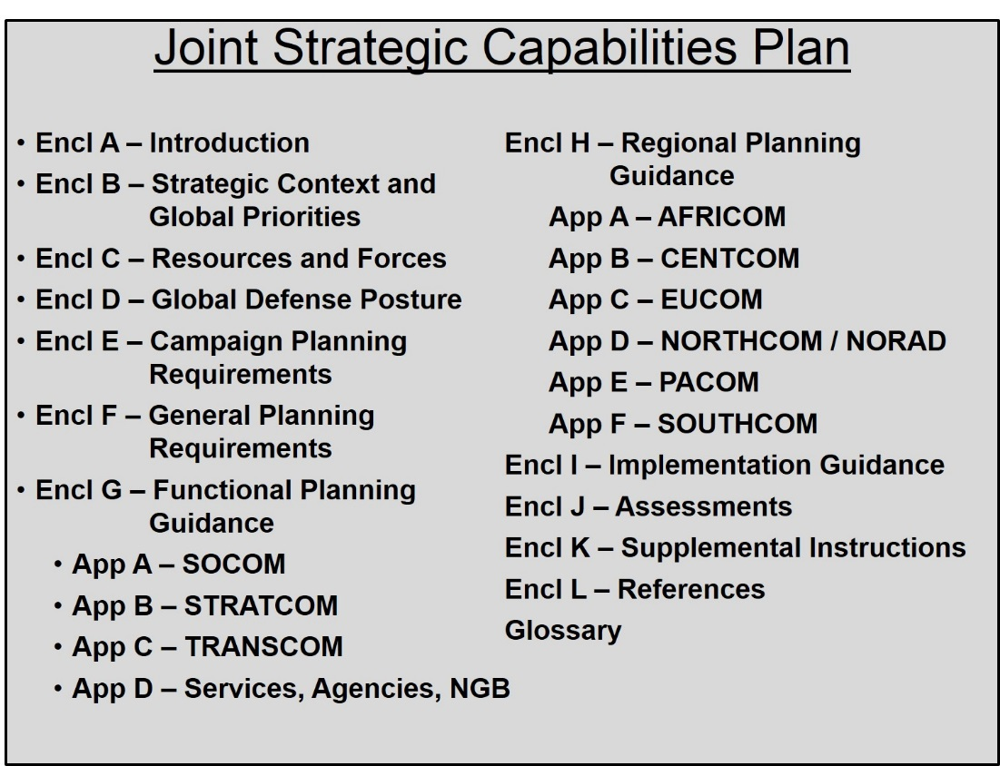 Joint Strategic Capabilities Plan
• Encl A – Introduction
• Encl B – Strategic Context and
Global Priorities
• Encl C – Resources and Forces
• Encl D – Global Defense Posture
• Encl E – Campaign Planning
Requirements
• Encl F – General Planning
Requirements
• Encl G – Functional Planning
Guidance
• App A – SOCOM
• App B – STRATCOM
• App C – TRANSCOM
• App D – Services, Agencies, NGB
Encl H – Regional Planning
Guidance
App A – AFRICOM
App B – CENTCOM
App C – EUCOM
App D – NORTHCOM / NORAD
App E – PACOM
App F – SOUTHCOM
Encl I – Implementation Guidance
Encl J – Assessments
Encl K – Supplemental Instructions
Encl L – References
Glossary